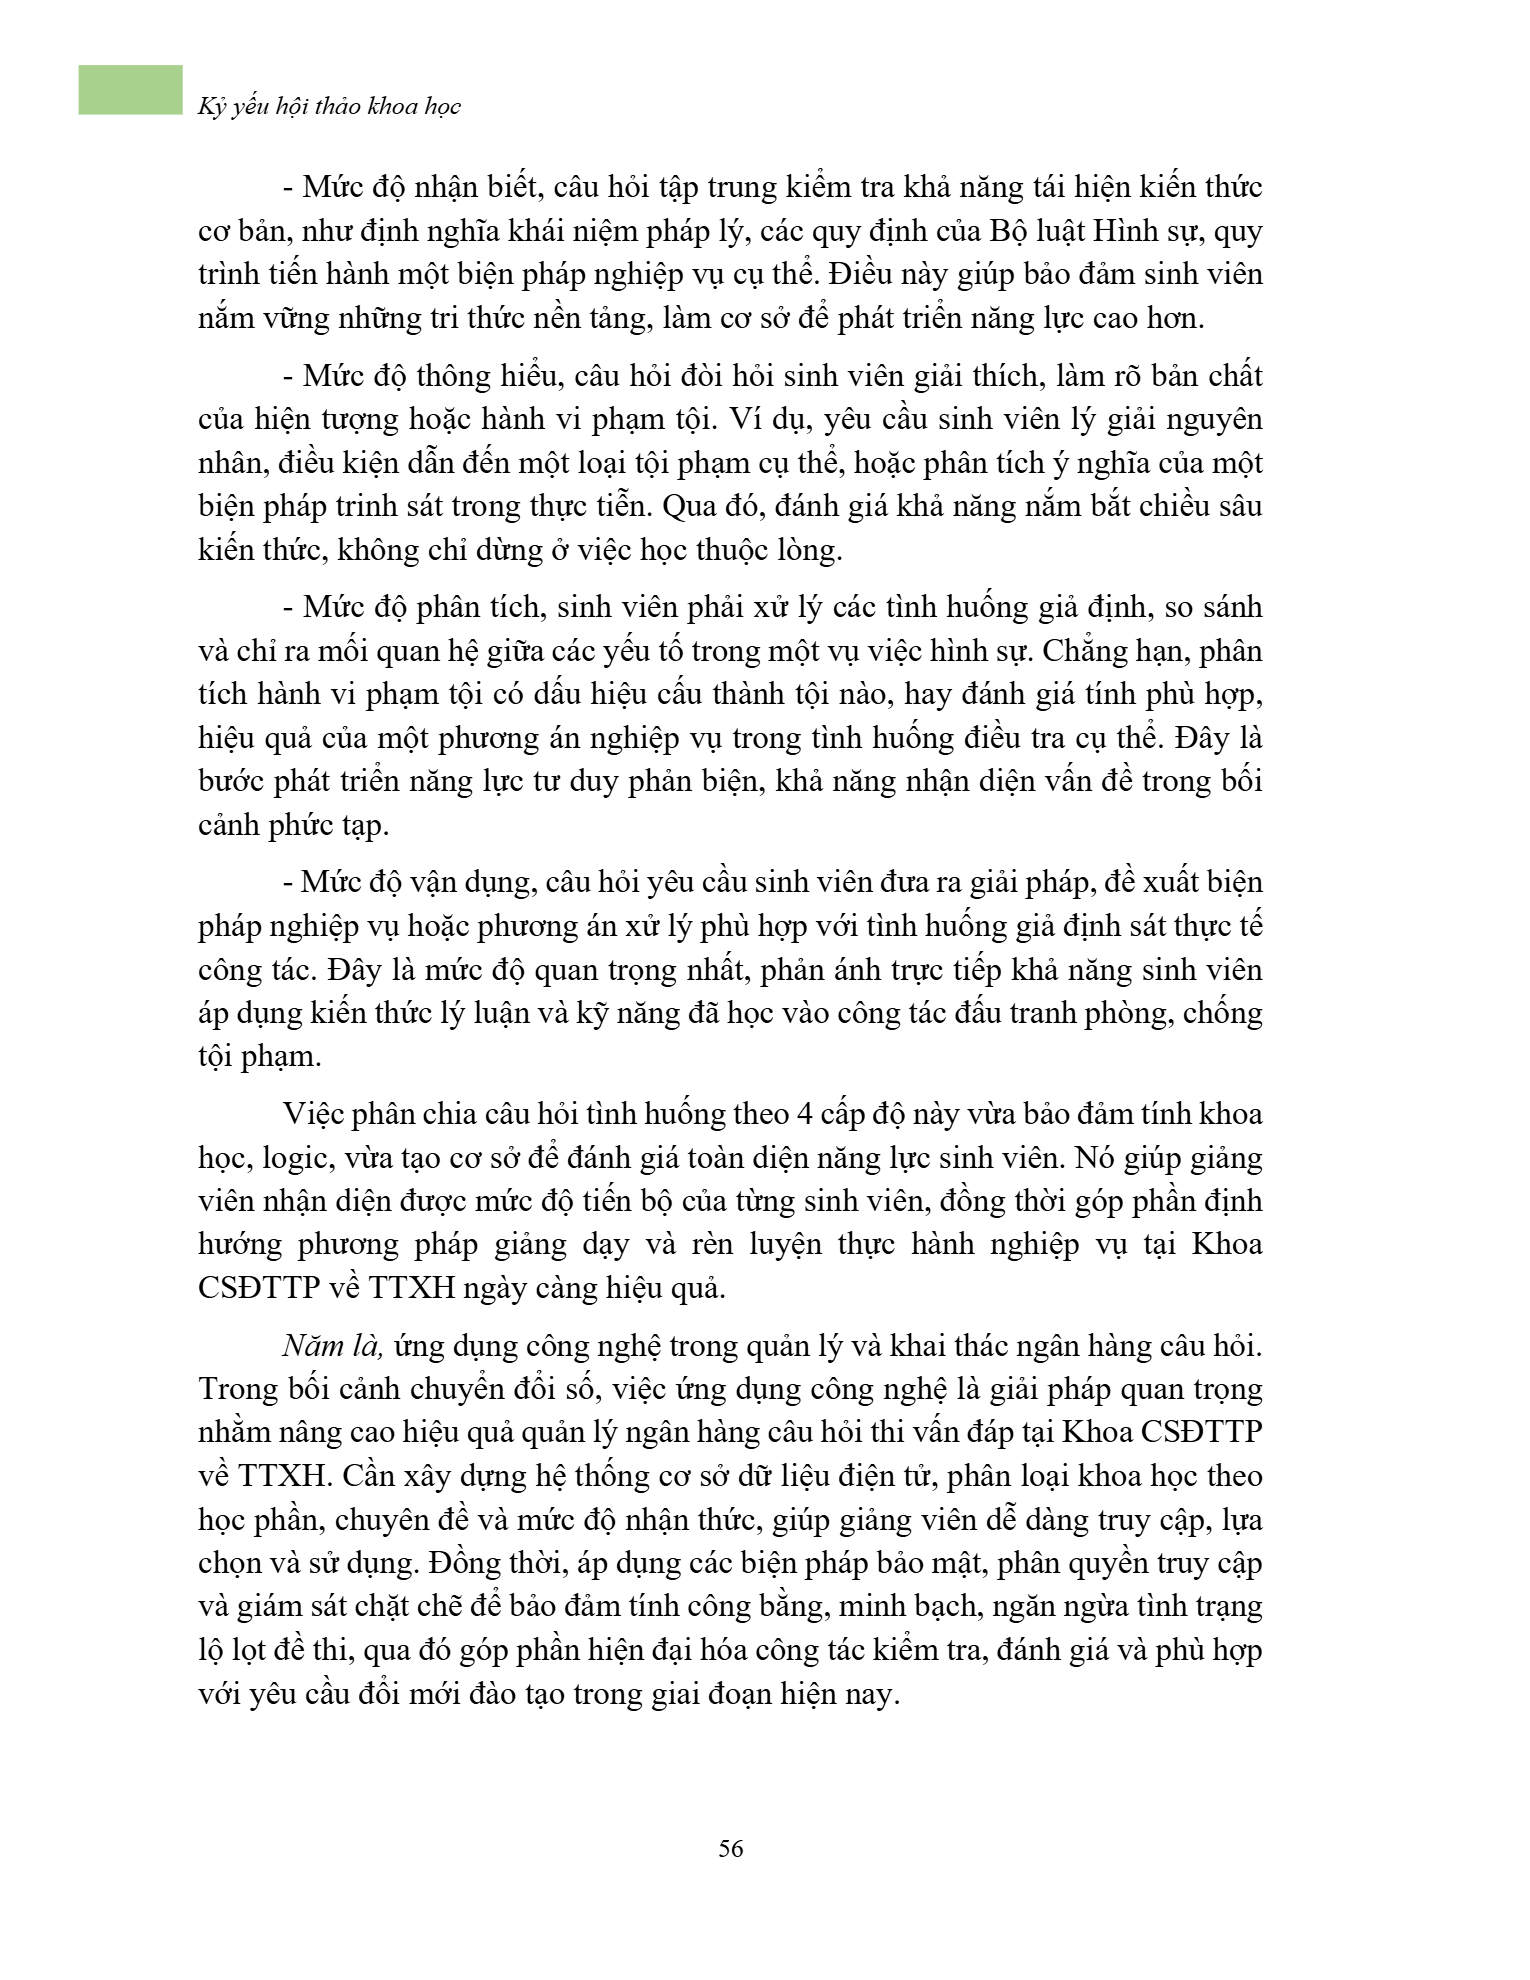 Kỷ yếu hội thảo khoa học
- Mức độ nhận biết, câu hỏi tập trung kiểm tra khả năng tái hiện kiến thức
cơ bản, như định nghĩa khái niệm pháp lý, các quy định của Bộ luật Hình sự, quy
trình tiến hành một biện pháp nghiệp vụ cụ thể. Điều này giúp bảo đảm sinh viên
nắm vững những tri thức nền tảng, làm cơ sở để phát triển năng lực cao hơn.
- Mức độ thông hiểu, câu hỏi đòi hỏi sinh viên giải thích, làm rõ bản chất
của hiện tượng hoặc hành vi phạm tội. Ví dụ, yêu cầu sinh viên lý giải nguyên
nhân, điều kiện dẫn đến một loại tội phạm cụ thể, hoặc phân tích ý nghĩa của một
biện pháp trinh sát trong thực tiễn. Qua đó, đánh giá khả năng nắm bắt chiều sâu
kiến thức, không chỉ dừng ở việc học thuộc lòng.
- Mức độ phân tích, sinh viên phải xử lý các tình huống giả định, so sánh
và chỉ ra mối quan hệ giữa các yếu tố trong một vụ việc hình sự. Chẳng hạn, phân
tích hành vi phạm tội có dấu hiệu cấu thành tội nào, hay đánh giá tính phù hợp,
hiệu quả của một phương án nghiệp vụ trong tình huống điều tra cụ thể. Đây là
bước phát triển năng lực tư duy phản biện, khả năng nhận diện vấn đề trong bối
cảnh phức tạp.
- Mức độ vận dụng, câu hỏi yêu cầu sinh viên đưa ra giải pháp, đề xuất biện
pháp nghiệp vụ hoặc phương án xử lý phù hợp với tình huống giả định sát thực tế
công tác. Đây là mức độ quan trọng nhất, phản ánh trực tiếp khả năng sinh viên
áp dụng kiến thức lý luận và kỹ năng đã học vào công tác đấu tranh phòng, chống
tội phạm.
Việc phân chia câu hỏi tình huống theo 4 cấp độ này vừa bảo đảm tính khoa
học, logic, vừa tạo cơ sở để đánh giá toàn diện năng lực sinh viên. Nó giúp giảng
viên nhận diện được mức độ tiến bộ của từng sinh viên, đồng thời góp phần định
hướng phương pháp giảng dạy và rèn luyện thực hành nghiệp vụ tại Khoa
CSĐTTP về TTXH ngày càng hiệu quả.
Năm là, ứng dụng công nghệ trong quản lý và khai thác ngân hàng câu hỏi.
Trong bối cảnh chuyển đổi số, việc ứng dụng công nghệ là giải pháp quan trọng
nhằm nâng cao hiệu quả quản lý ngân hàng câu hỏi thi vấn đáp tại Khoa CSĐTTP
về TTXH. Cần xây dựng hệ thống cơ sở dữ liệu điện tử, phân loại khoa học theo
học phần, chuyên đề và mức độ nhận thức, giúp giảng viên dễ dàng truy cập, lựa
chọn và sử dụng. Đồng thời, áp dụng các biện pháp bảo mật, phân quyền truy cập
và giám sát chặt chẽ để bảo đảm tính công bằng, minh bạch, ngăn ngừa tình trạng
lộ lọt đề thi, qua đó góp phần hiện đại hóa công tác kiểm tra, đánh giá và phù hợp
với yêu cầu đổi mới đào tạo trong giai đoạn hiện nay.
56